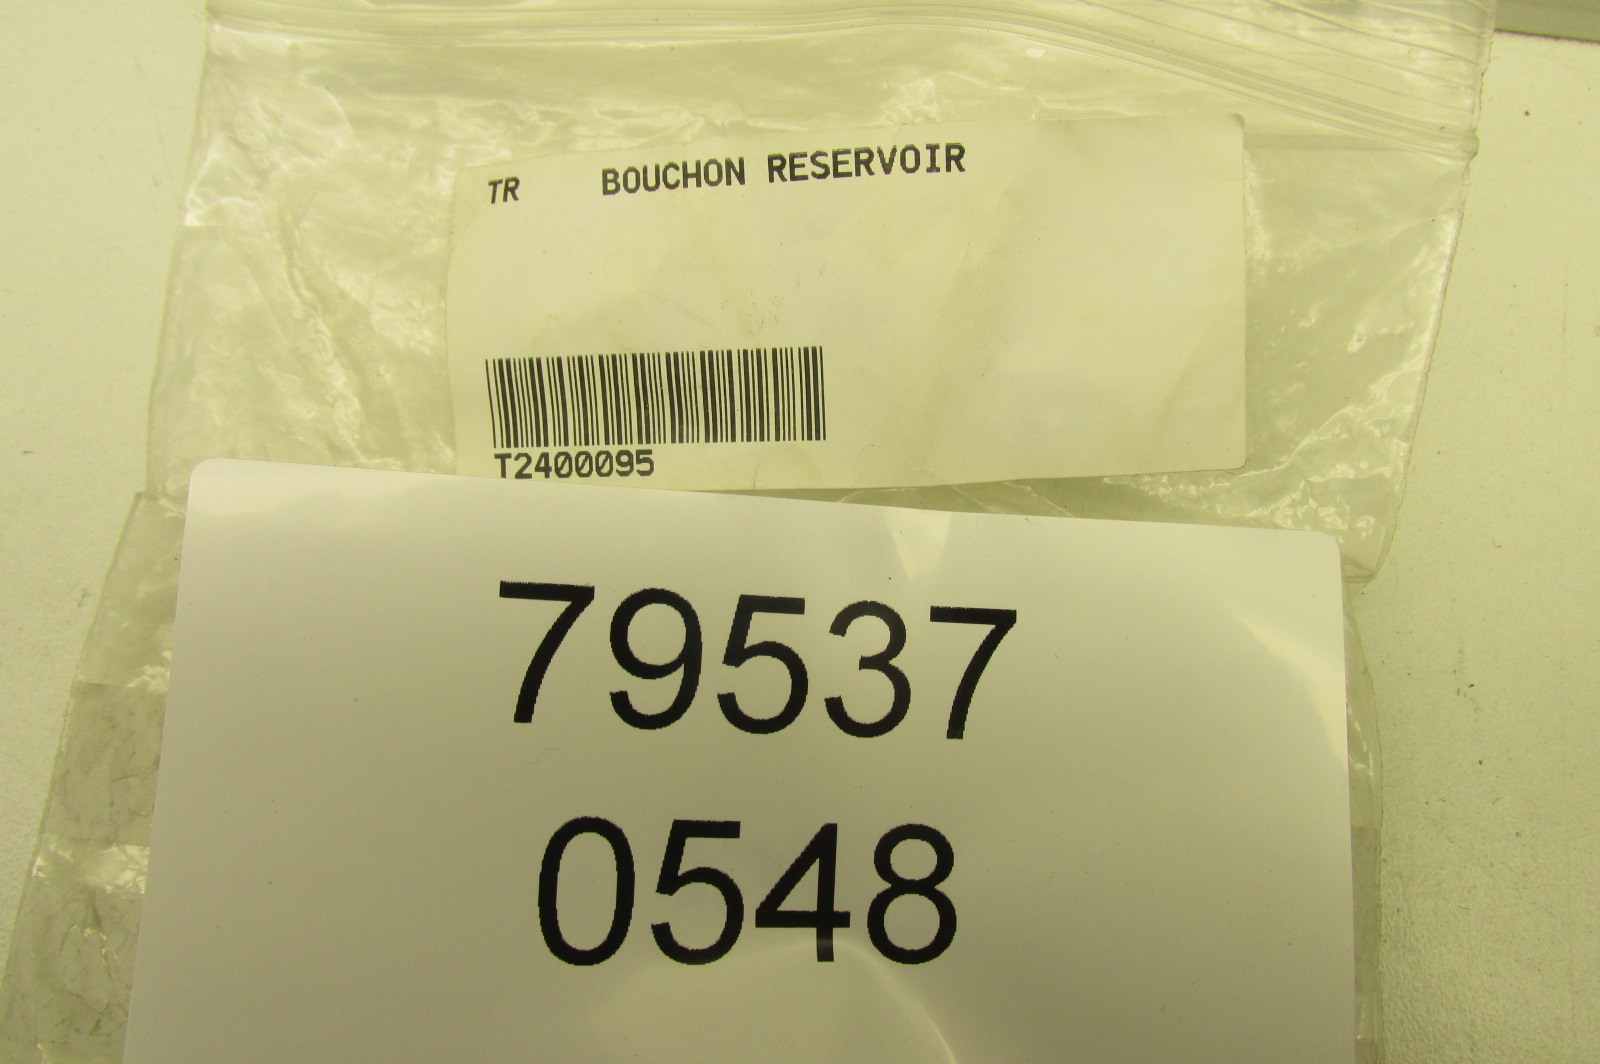 TR BOUCHON RESERVOIR
T2400095
79537
0548